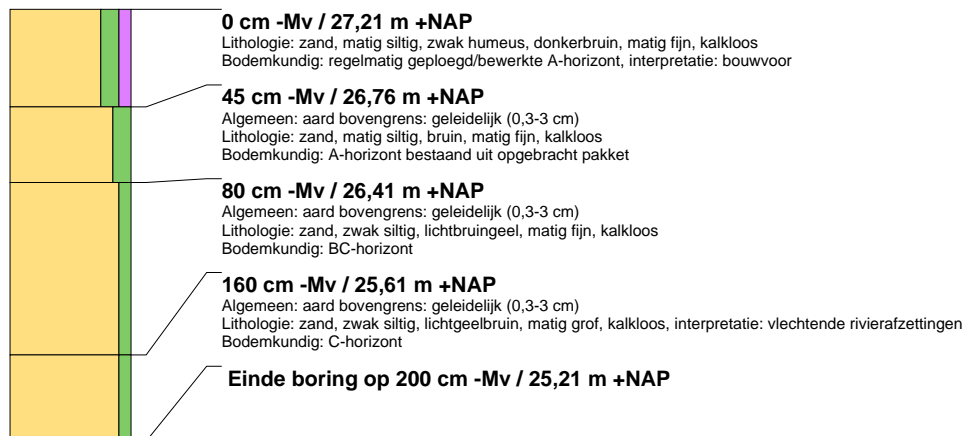 0 cm -Mv / 27,21 m +NAP
Lithologie: zand, matig siltig, zwak humeus, donkerbruin, matig fijn, kalkloos
Bodemkundig: regelmatig geploegd/bewerkte A-horizont, interpretatie: bouwvoor
45 cm -Mv / 26,76 m +NAP
Algemeen: aard bovengrens: geleidelijk (0,3-3 cm)
Lithologie: zand, matig siltig, bruin, matig fijn, kalkloos
Bodemkundig: A-horizont bestaand uit opgebracht pakket
80 cm -Mv / 26,41 m +NAP
Algemeen: aard bovengrens: geleidelijk (0,3-3 cm)
Lithologie: zand, zwak siltig, lichtbruingeel, matig fijn, kalkloos
Bodemkundig: BC-horizont
160 cm -Mv / 25,61 m +NAP
Algemeen: aard bovengrens: geleidelijk (0,3-3 cm)
Lithologie: zand, zwak siltig, lichtgeelbruin, matig grof, kalkloos, interpretatie: vlechtende rivierafzettingen
Bodemkundig: C-horizont
Einde boring op 200 cm -Mv / 25,21 m +NAP